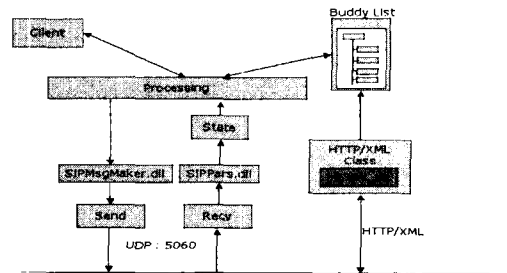 Buddy List
Client
Processing
State
SIPMsgMaker.dll
SIPPars.dll
HTTP/XML
Class
Send
Recv
UDP : 5060
HTTP/XML